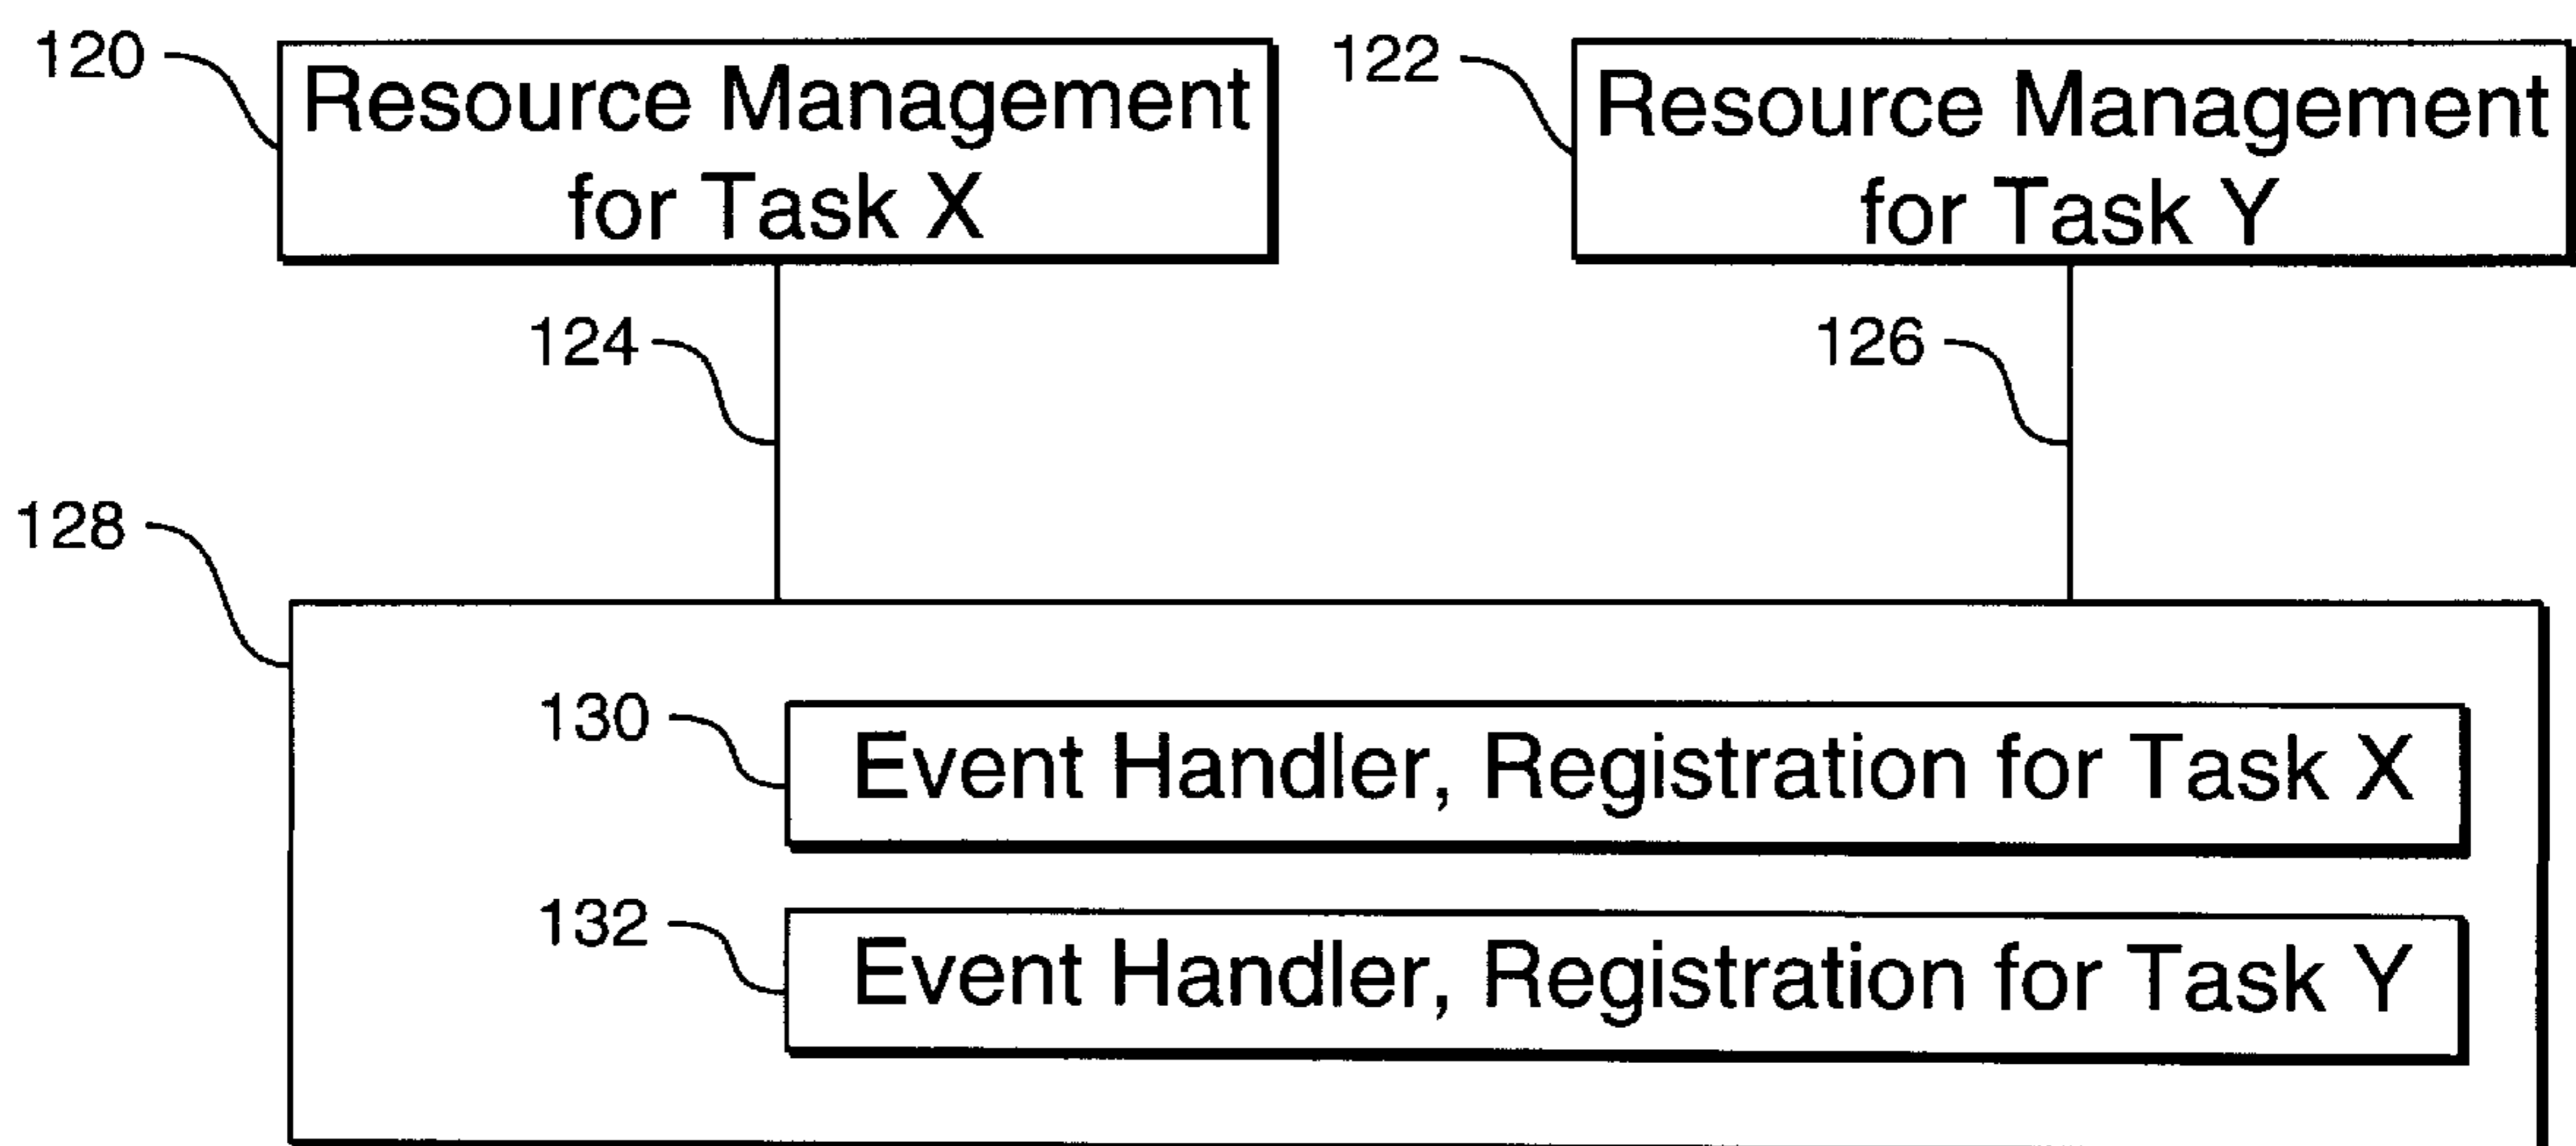 120
Resource Management
for Task X
122
Resource Management
for Task Y
124
126
128
130
Event Handler, Registration for Task X
132
Event Handler, Registration for Task Y